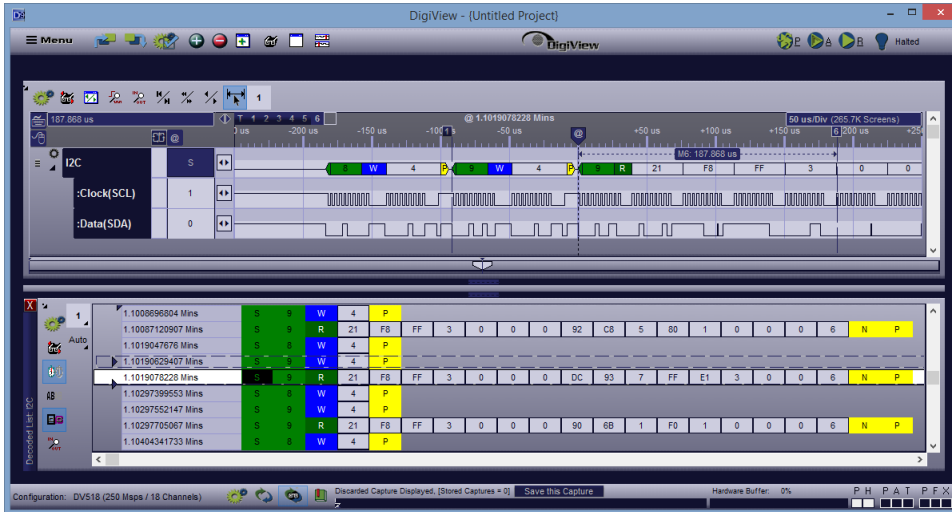 DigiView - {Untitled Project}
Menu
DigiView
P A B Halted
1
187.868 us
T 1 2 3 4 5 6
@ 1.1019078228 Mins
50 us/Div (265.7K Screens)
@
0 us -200 us -150 us -100 1 s -50 us @ +50 us +100 us +150 us 6 200 us +25
M6: 187.868 us
I2C S 8 W 4 P 9 W 4 P 9 R 21 F8 FF 3 0 0
:Clock(SCL) 1
:Data(SDA) 0
X
1
Auto
AB
Decoded List: I2C
1.1008696804 Mins S 9 W 4 P
1.10087120907 Mins S 9 R 21 F8 FF 3 0 0 0 92 C8 5 80 1 0 0 0 6 N P
1.1019047676 Mins S 8 W 4 P
1.10190629407 Mins S 9 W 4 P
1.1019078228 Mins S 9 R 21 F8 FF 3 0 0 0 DC 93 7 FF E1 3 0 0 6 N P
1.10297399553 Mins S 8 W 4 P
1.10297552147 Mins S 9 W 4 P
1.10297705067 Mins S 9 R 21 F8 FF 3 0 0 0 90 6B 1 F0 1 0 0 0 6 N P
1.10404341733 Mins S 8 W 4 P
Configuration: DV518 (250 Msps / 18 Channels)
Discarded Capture Displayed, [Stored Captures = 0] Save this Capture
Hardware Buffer: 0%
P H P A T P F X